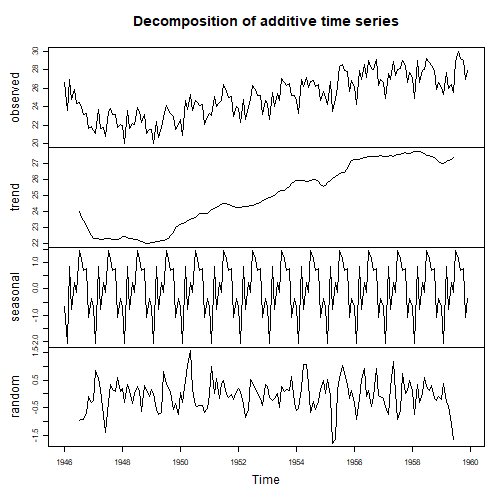 Decomposition of additive time series
observed
30
28
26
24
22
20
trend
27
26
25
24
23
22
seasonal
1.0
0.0
-1.0
-2.0
random
1.5
0.5
-0.5
-1.5
1946 1948 1950 1952 1954 1956 1958 1960
Time